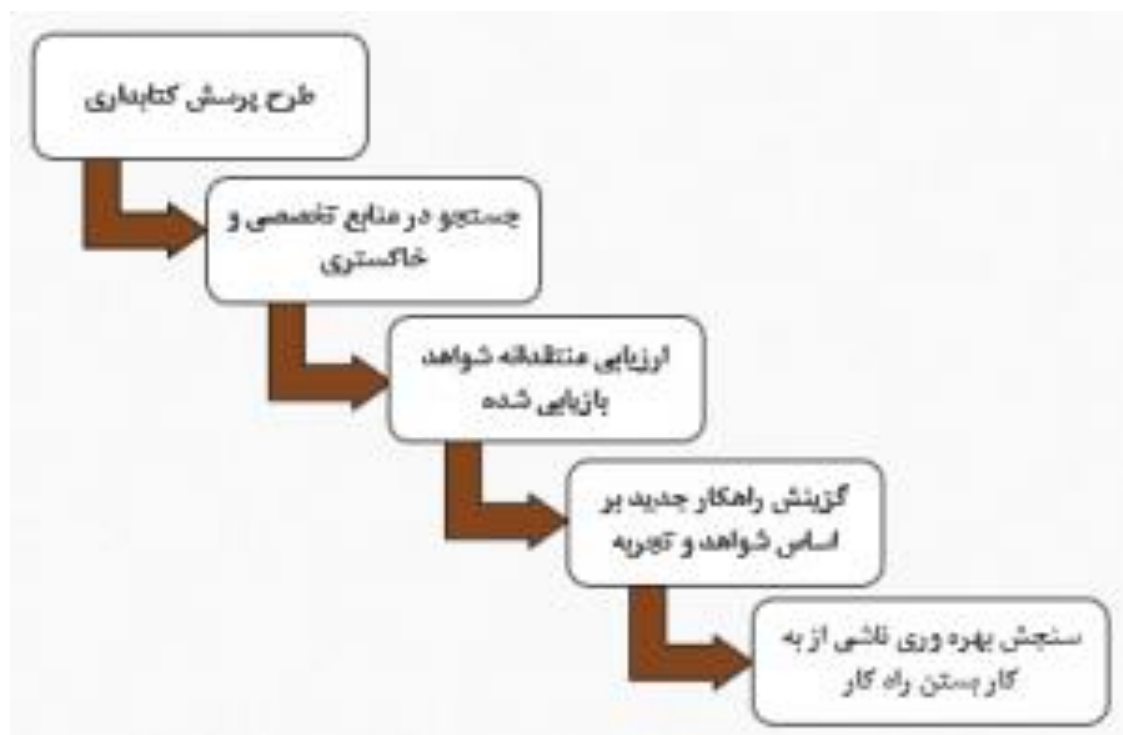 طرح پرسش کتابداری
جستجو در منابع تخصصی و
خاکستری
ارزیابی منتقدانه شواهد
بازیابی شده
گزینش راهکار جدید بر
اساس شواهد و تجربه
سنجش بهره وری ناشی از به
کار بستن راه کار